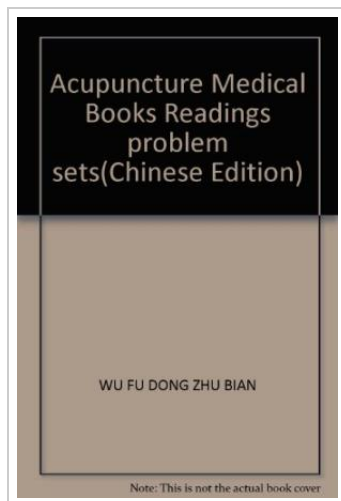 Acupuncture Medical
Books Readings
problem
sets(Chinese Edition)
WU FU DONG ZHU BIAN
Note: This is not the actual book cover